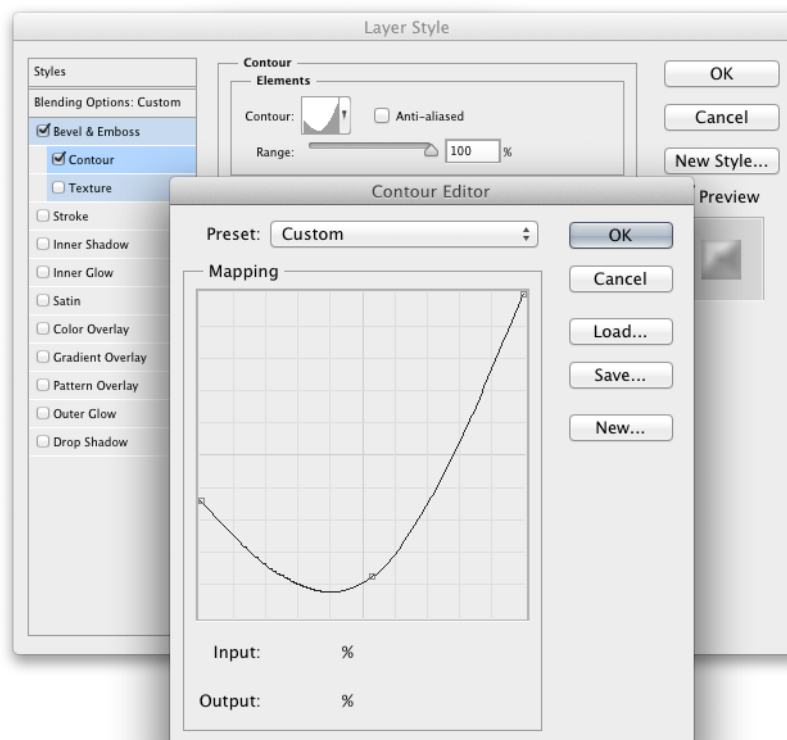 Layer Style
Styles
Blending Options: Custom
Bevel & Emboss
Contour
Texture
Stroke
Inner Shadow
Inner Glow
Satin
Color Overlay
Gradient Overlay
Pattern Overlay
Outer Glow
Drop Shadow
Contour
Elements
Contour:
Anti-aliased
Range: 100 %
OK
Cancel
New Style...
Preview
Contour Editor
Preset: Custom
Mapping
Input: %
Output: %
OK
Cancel
Load...
Save...
New...